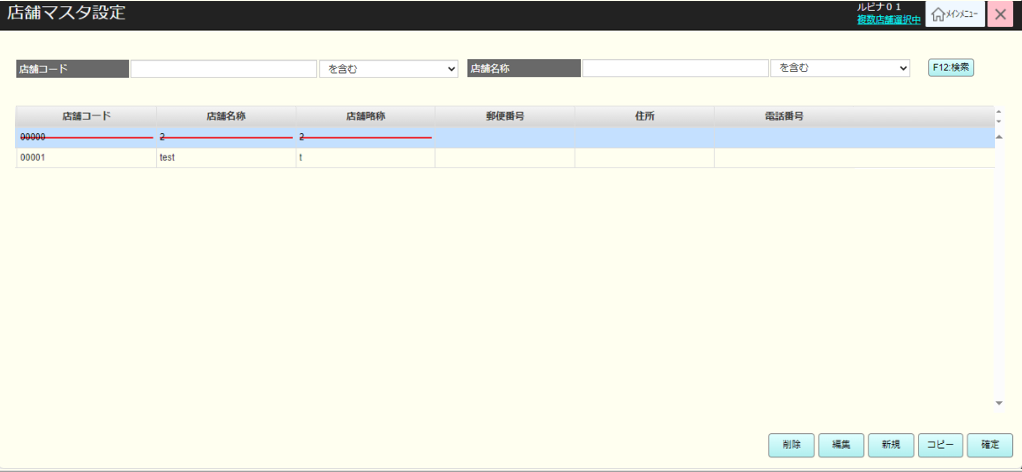 店舗マスタ設定
ルビナ01
複数店舗選択中
メインメニュー
店舗コード を含む 店舗名称 を含む F12:検索
店舗コード 店舗名称 店舗略称 郵便番号 住所 電話番号
00000 2 2
00001 test t
削除 編集 新規 コピー 確定